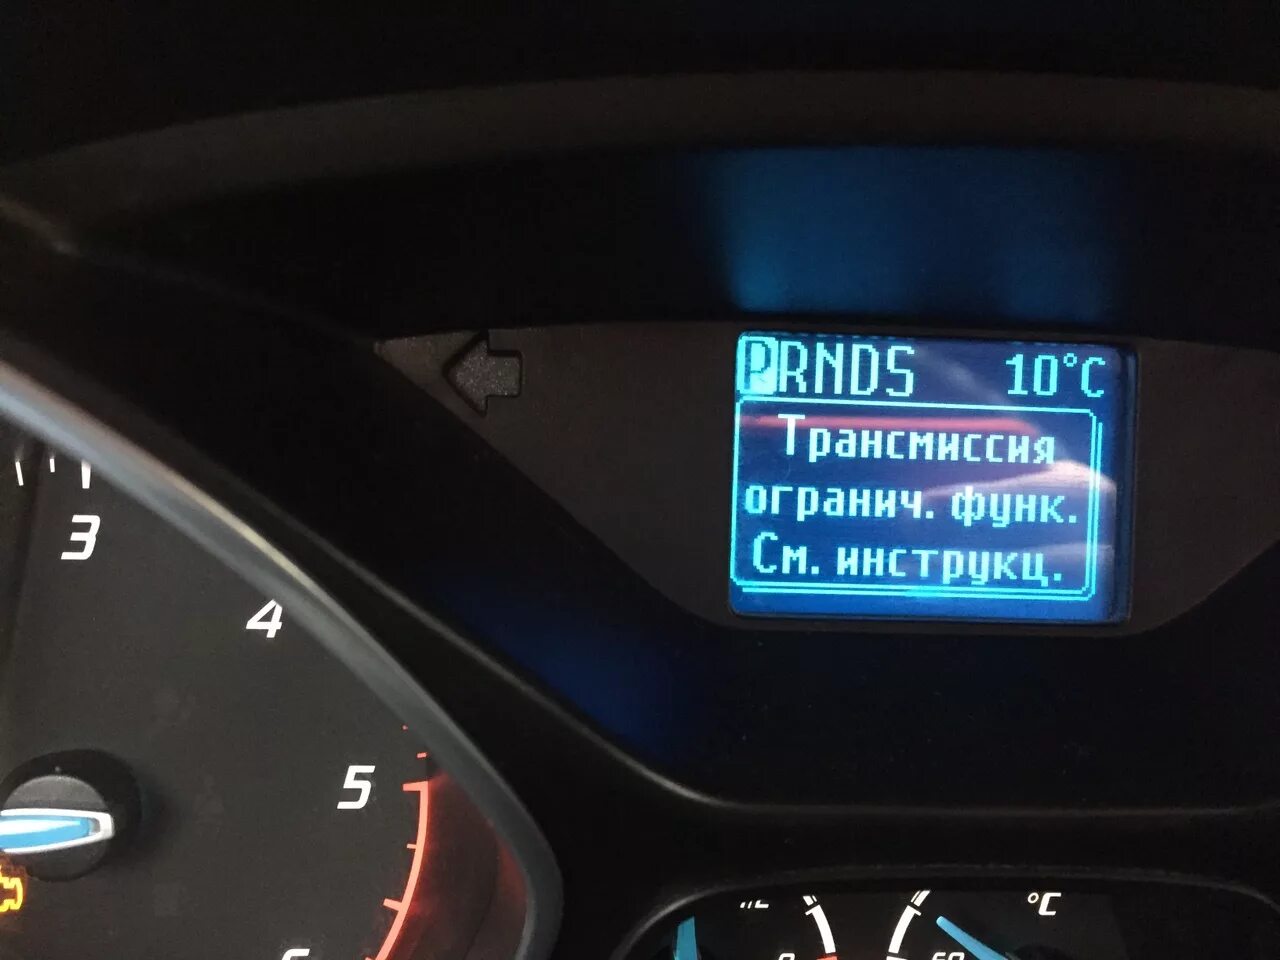 PRNDS 10°C
Трансмиссия
огранич. функ.
См. инструкц.
3
4
5
°C